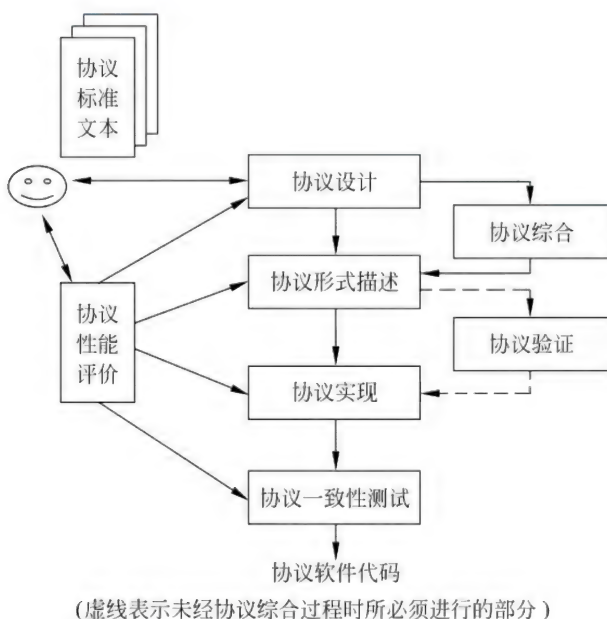 协议
标准
文本
协议设计
协议综合
协议形式描述
协议
性能
评价
协议验证
协议实现
协议一致性测试
协议软件代码
(虚线表示未经协议综合过程时所必须进行的部分)